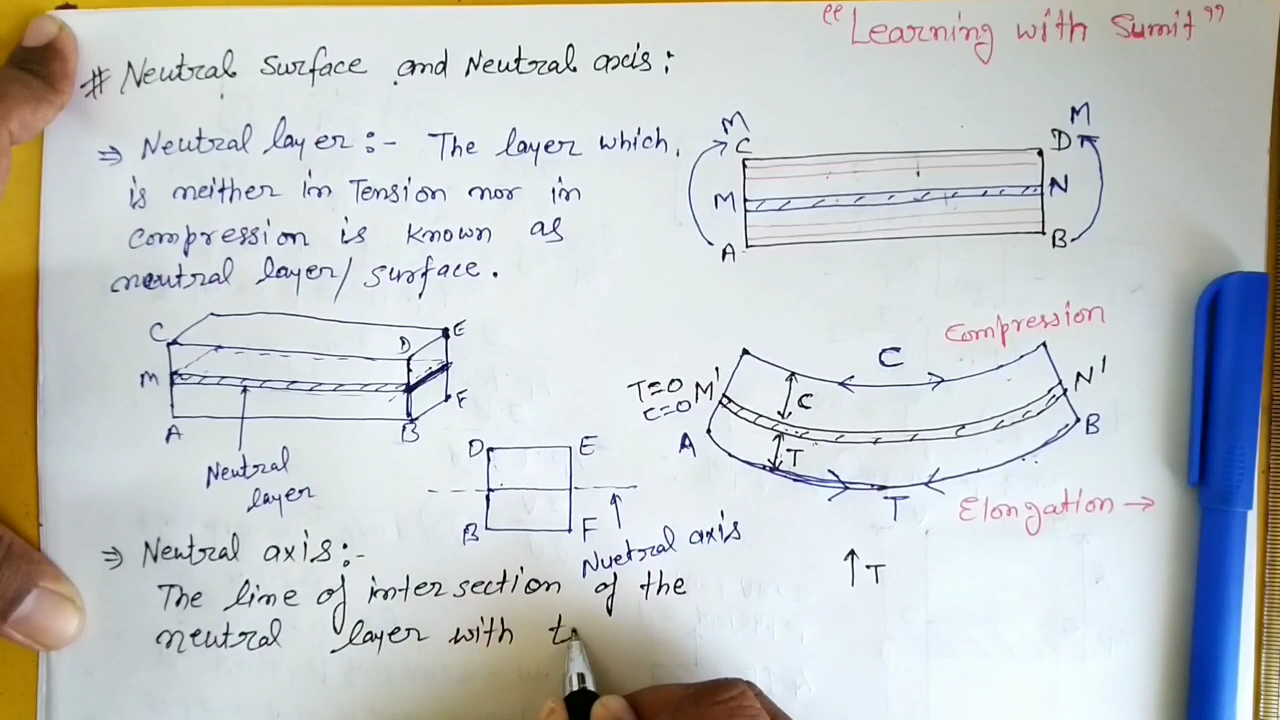 "Learning with Sumit"
# Neutral surface and Neutral axis:
⇒ Neutral layer :- The layer which
is neither in Tension nor in
compression is known as
neutral layer/ surface.
M
C
D
M
M
N
A
B
C
D
E
M
F
A
B
Neutral
layer
D
E
B
F
Nuetral axis
Compression
C
T=0
C=0
M'
N'
C
T
A
B
T
Elongation →
↑ T
⇒ Neutral axis:-
The line of intersection of the
neutral layer with t